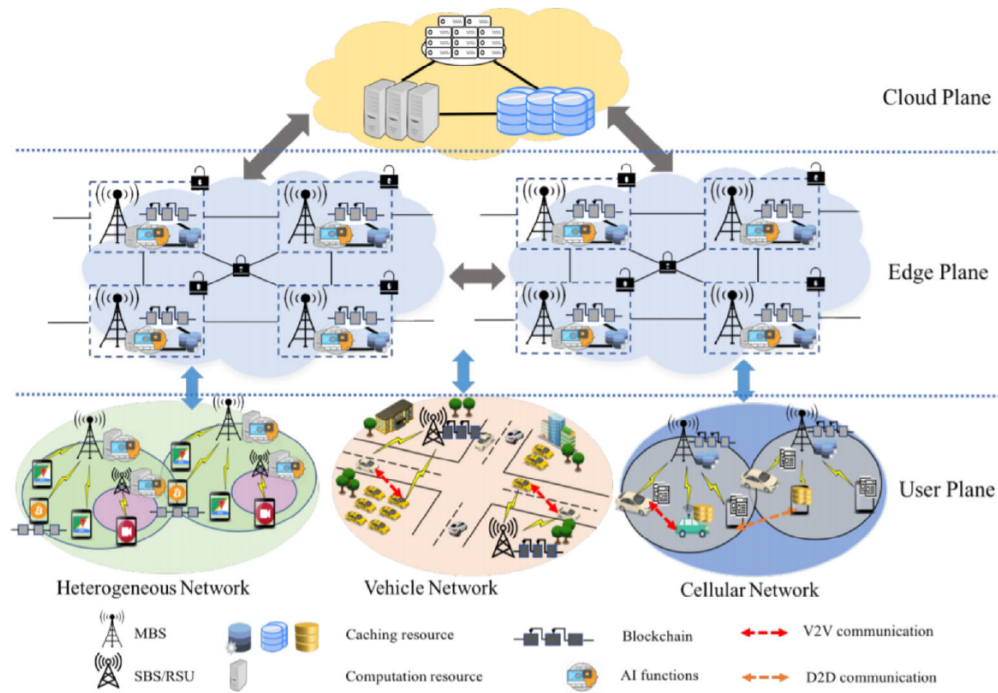 Cloud Plane
Edge Plane
User Plane
Heterogeneous Network
Vehicle Network
Cellular Network
MBS
Caching resource
Blockchain
V2V communication
SBS/RSU
Computation resource
AI functions
D2D communication